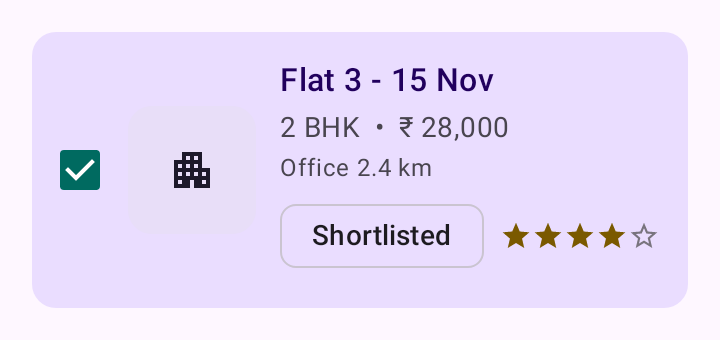 Flat 3 - 15 Nov
2 BHK • ₹ 28,000
Office 2.4 km
Shortlisted